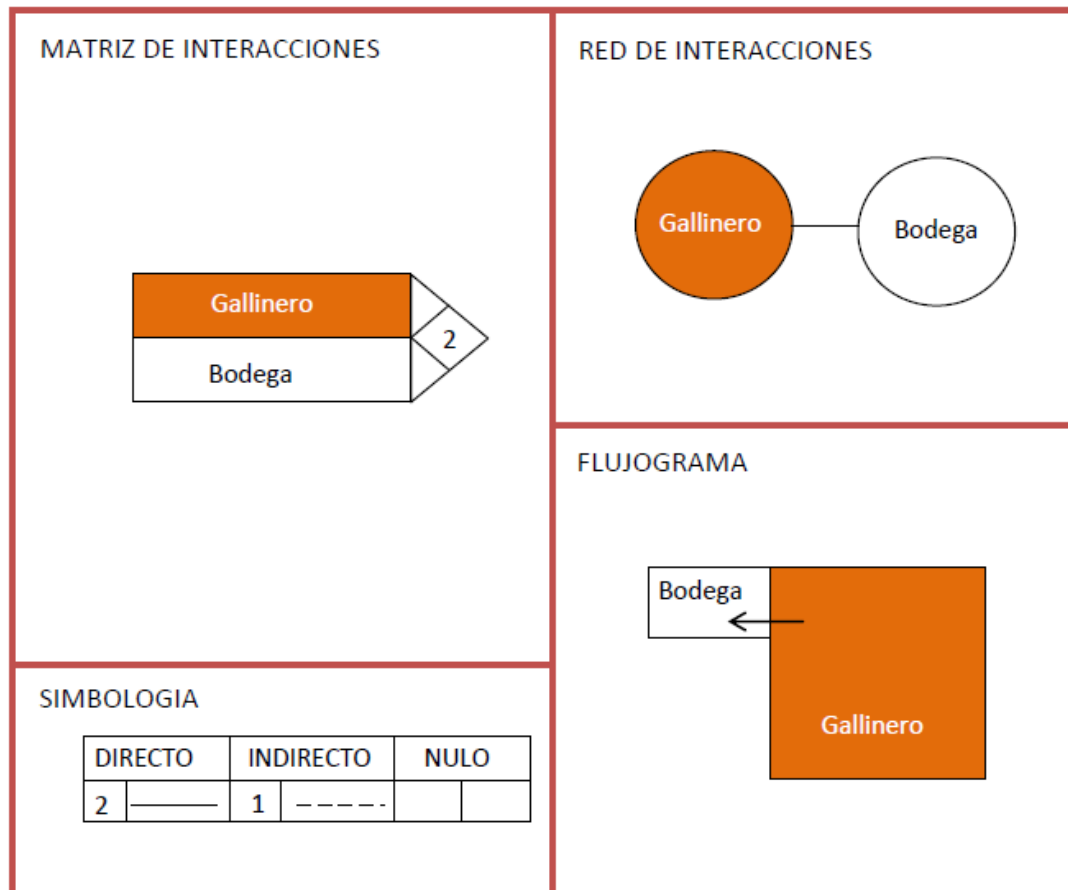 MATRIZ DE INTERACCIONES
Gallinero
2
Bodega
SIMBOLOGIA
DIRECTO INDIRECTO NULO
2 1
RED DE INTERACCIONES
Gallinero
Bodega
FLUJOGRAMA
Bodega
Gallinero